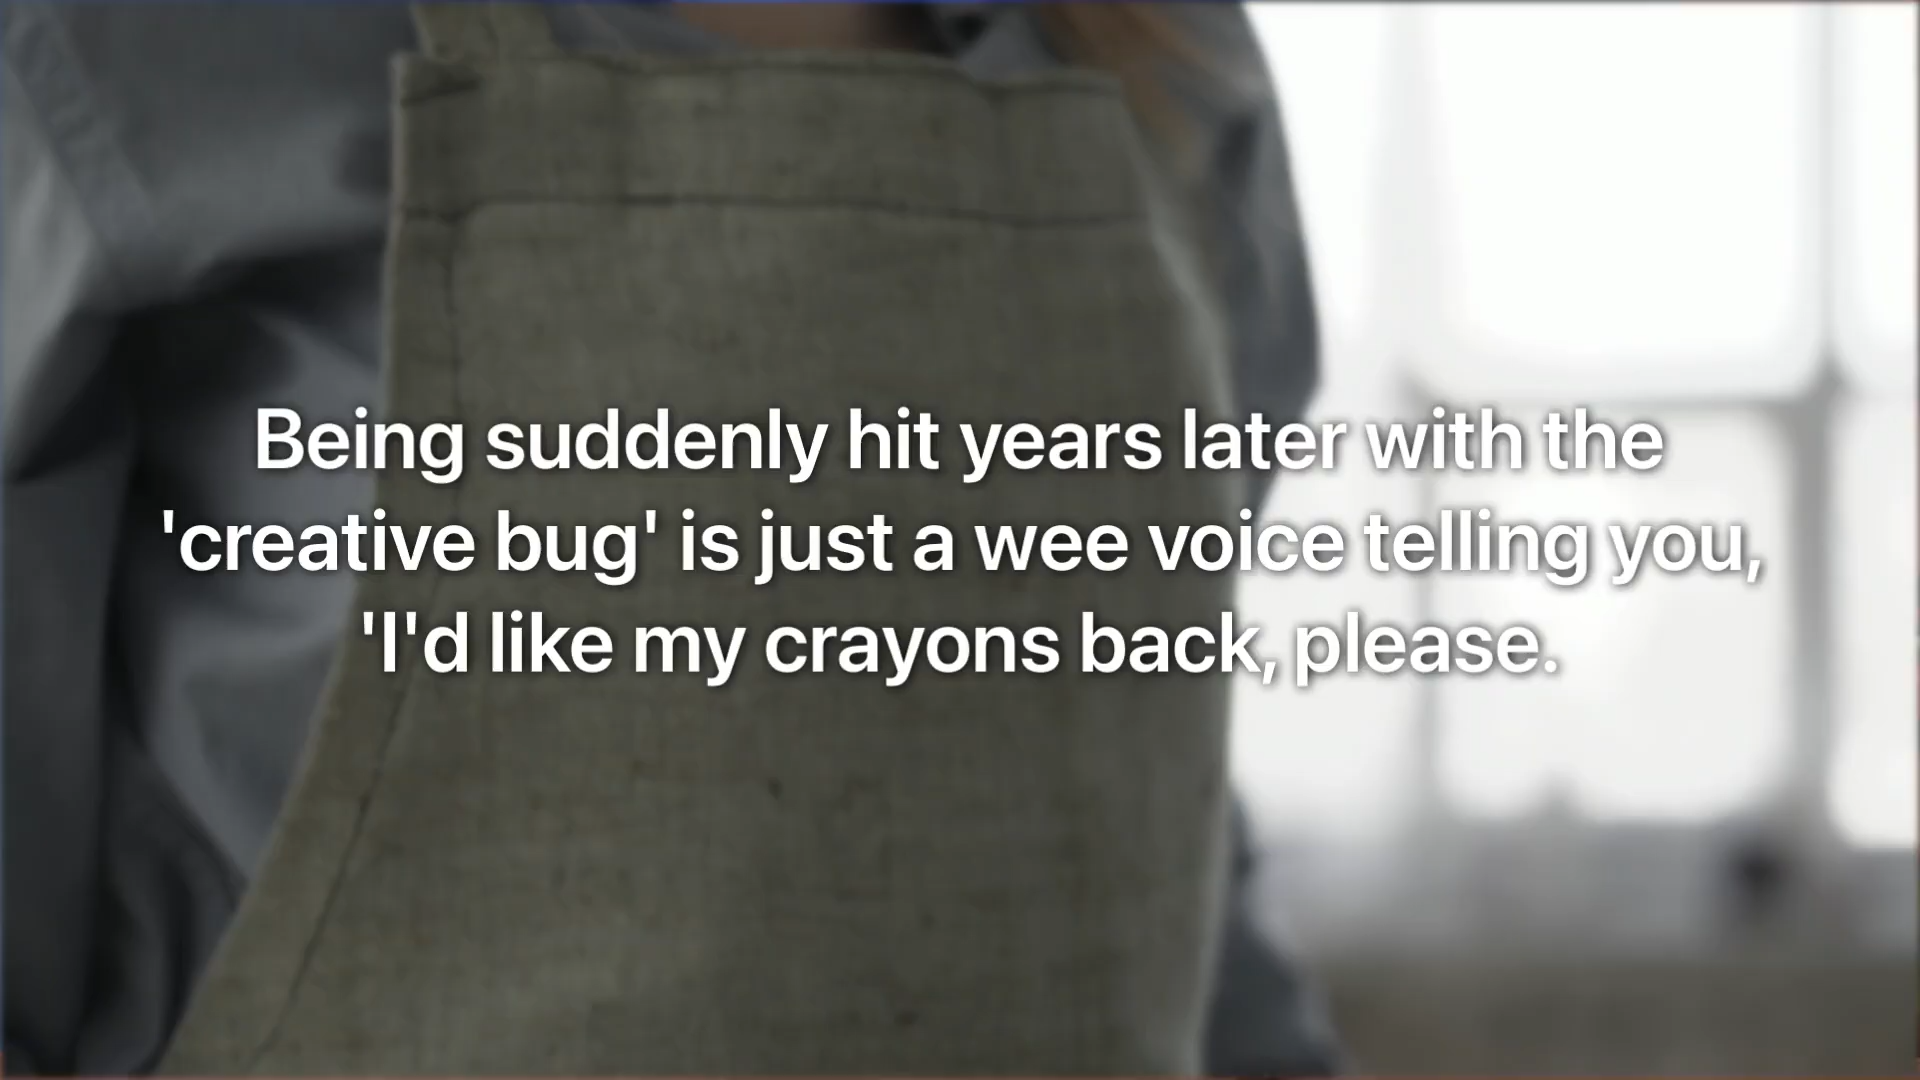 Being suddenly hit years later with the
'creative bug' is just a wee voice telling you,
'I'd like my crayons back, please.